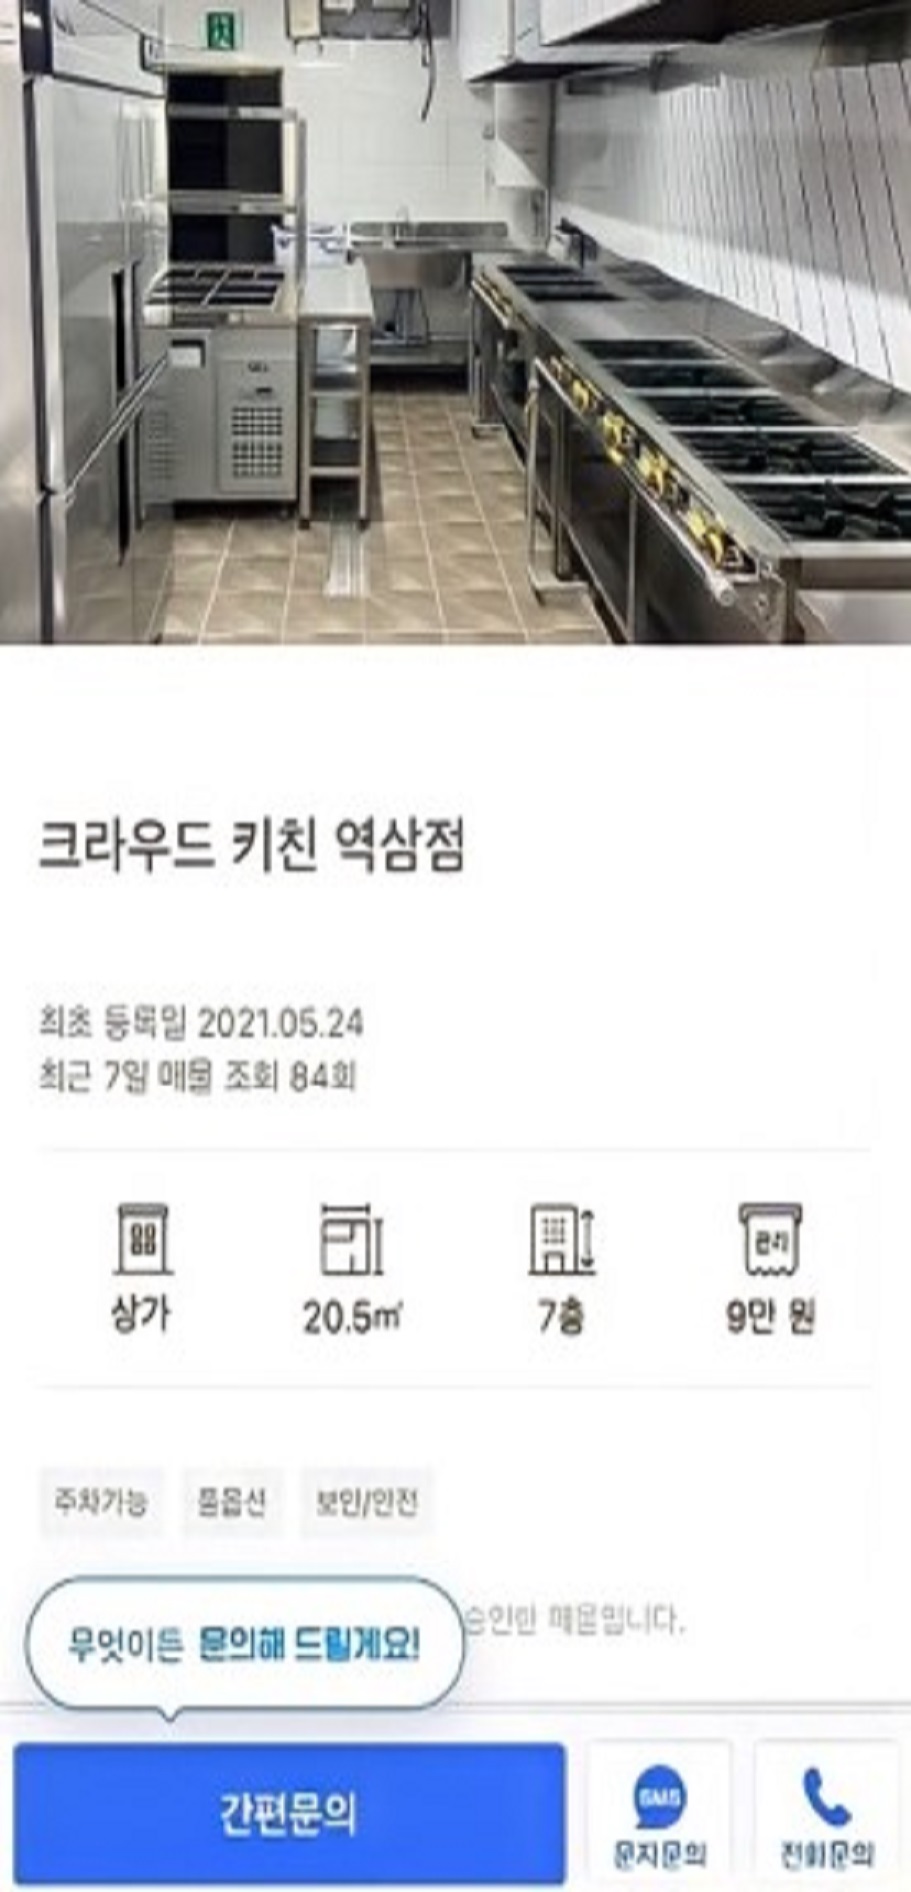 크라우드 키친 역삼점
최초 등록일 2021.05.24
최근 7일 매물 조회 84회
상가
20.5㎡
관리
7층
9만 원
주차가능
풀옵션
보안/안전
승인한 매물입니다.
무엇이든 문의해 드릴게요!
간편문의
SMS
문자문의
전화문의